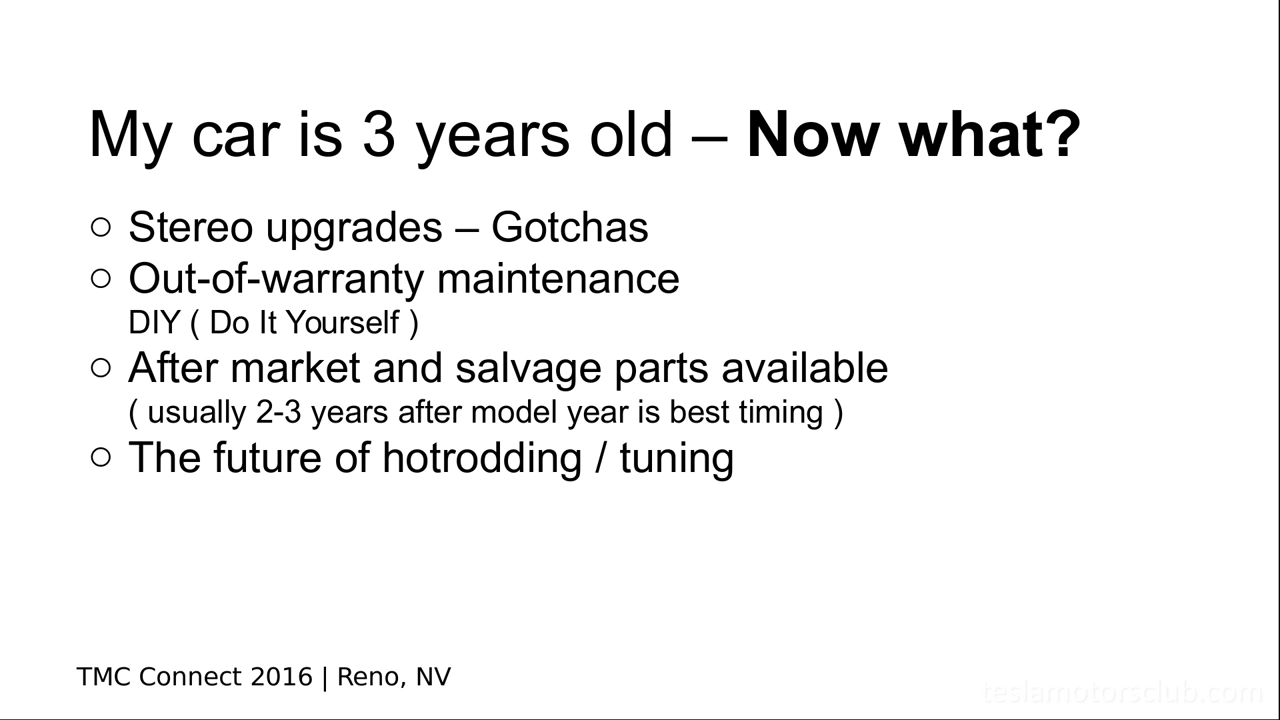 My car is 3 years old – Now what?
○ Stereo upgrades – Gotchas
○ Out-of-warranty maintenance
DIY ( Do It Yourself )
○ After market and salvage parts available
( usually 2-3 years after model year is best timing )
○ The future of hotrodding / tuning
TMC Connect 2016 | Reno, NV
teslamotorsclub.com